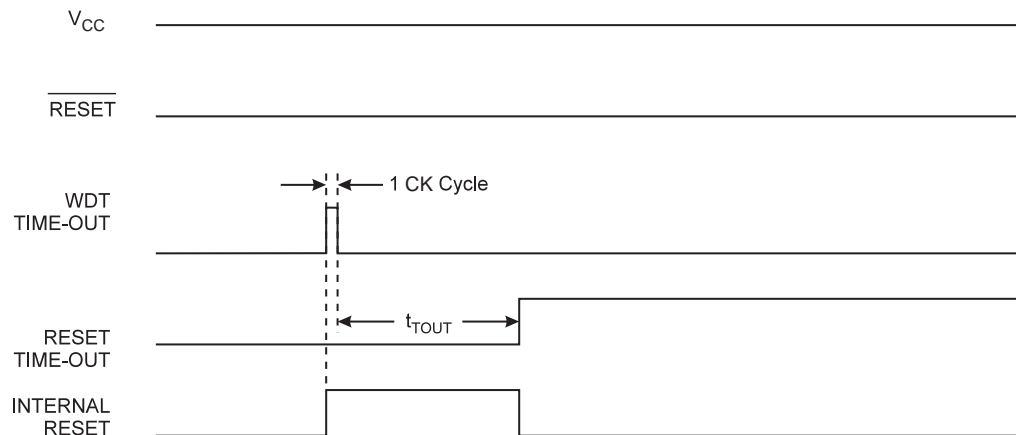 VCC
RESET
1 CK Cycle
WDT
TIME-OUT
tTOUT
RESET
TIME-OUT
INTERNAL
RESET